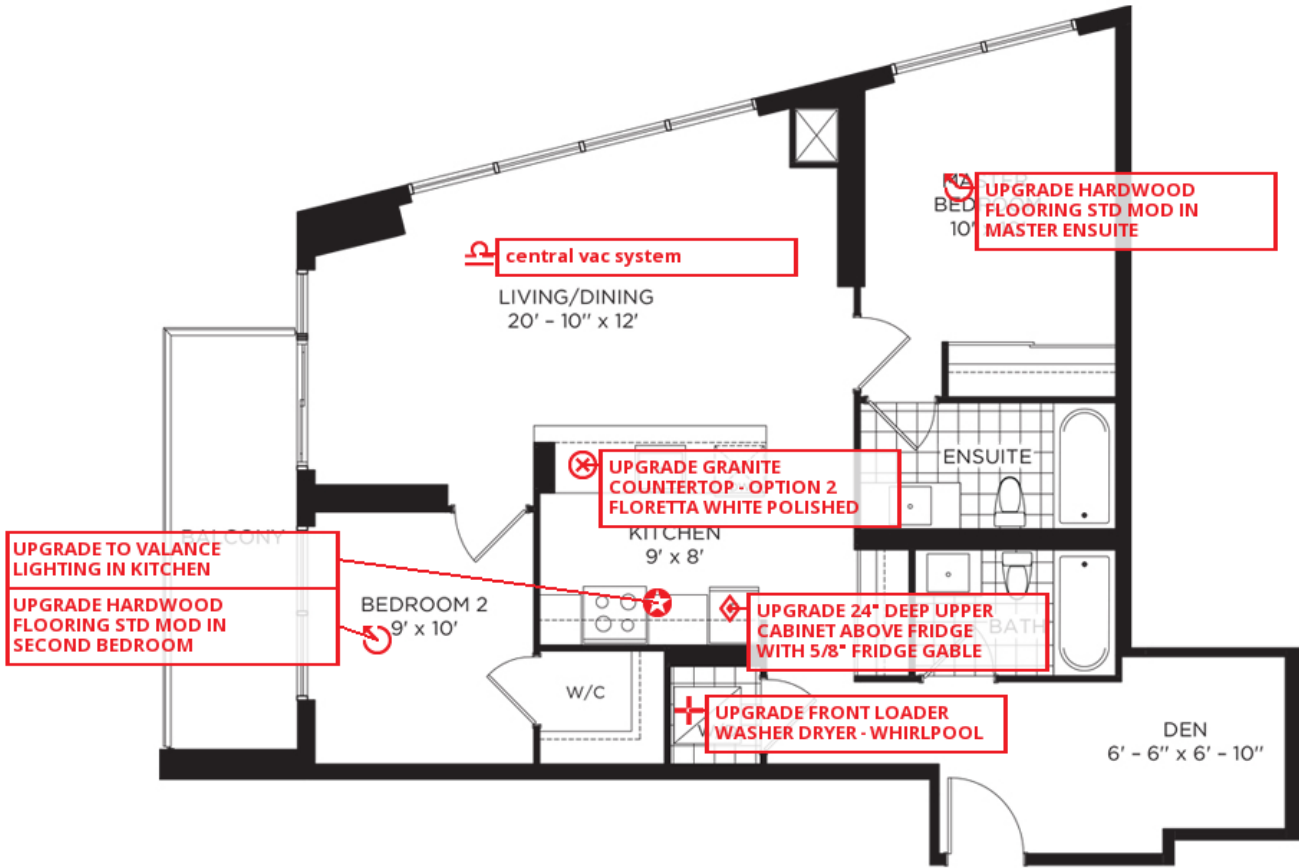 UPGRADE HARDWOOD
FLOORING STD MOD IN
MASTER ENSUITE
MASTER
BEDROOM
10'
central vac system
LIVING/DINING
20' - 10" x 12'
ENSUITE
UPGRADE GRANITE
COUNTERTOP - OPTION 2
FLORETTA WHITE POLISHED
KITCHEN
9' x 8'
BALCONY
UPGRADE TO VALANCE
LIGHTING IN KITCHEN
UPGRADE HARDWOOD
FLOORING STD MOD IN
SECOND BEDROOM
BEDROOM 2
9' x 10'
UPGRADE 24" DEEP UPPER
CABINET ABOVE FRIDGE
WITH 5/8" FRIDGE GABLE
BATH
W/C
UPGRADE FRONT LOADER
WASHER DRYER - WHIRLPOOL
DEN
6' - 6" x 6' - 10"